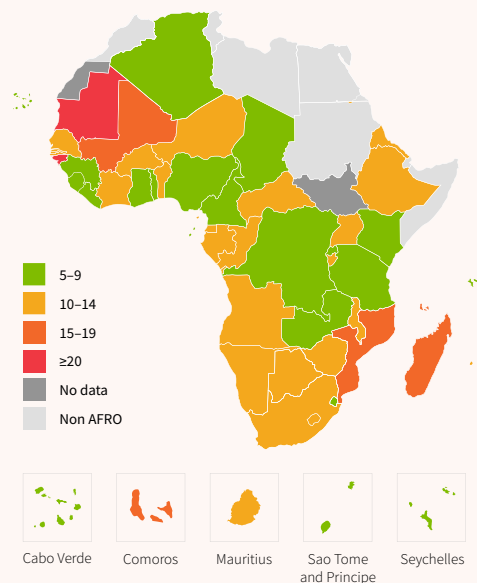 5–9
10–14
15–19
≥20
No data
Non AFRO
Cabo Verde
Comoros
Mauritius
Sao Tome
and Principe
Seychelles